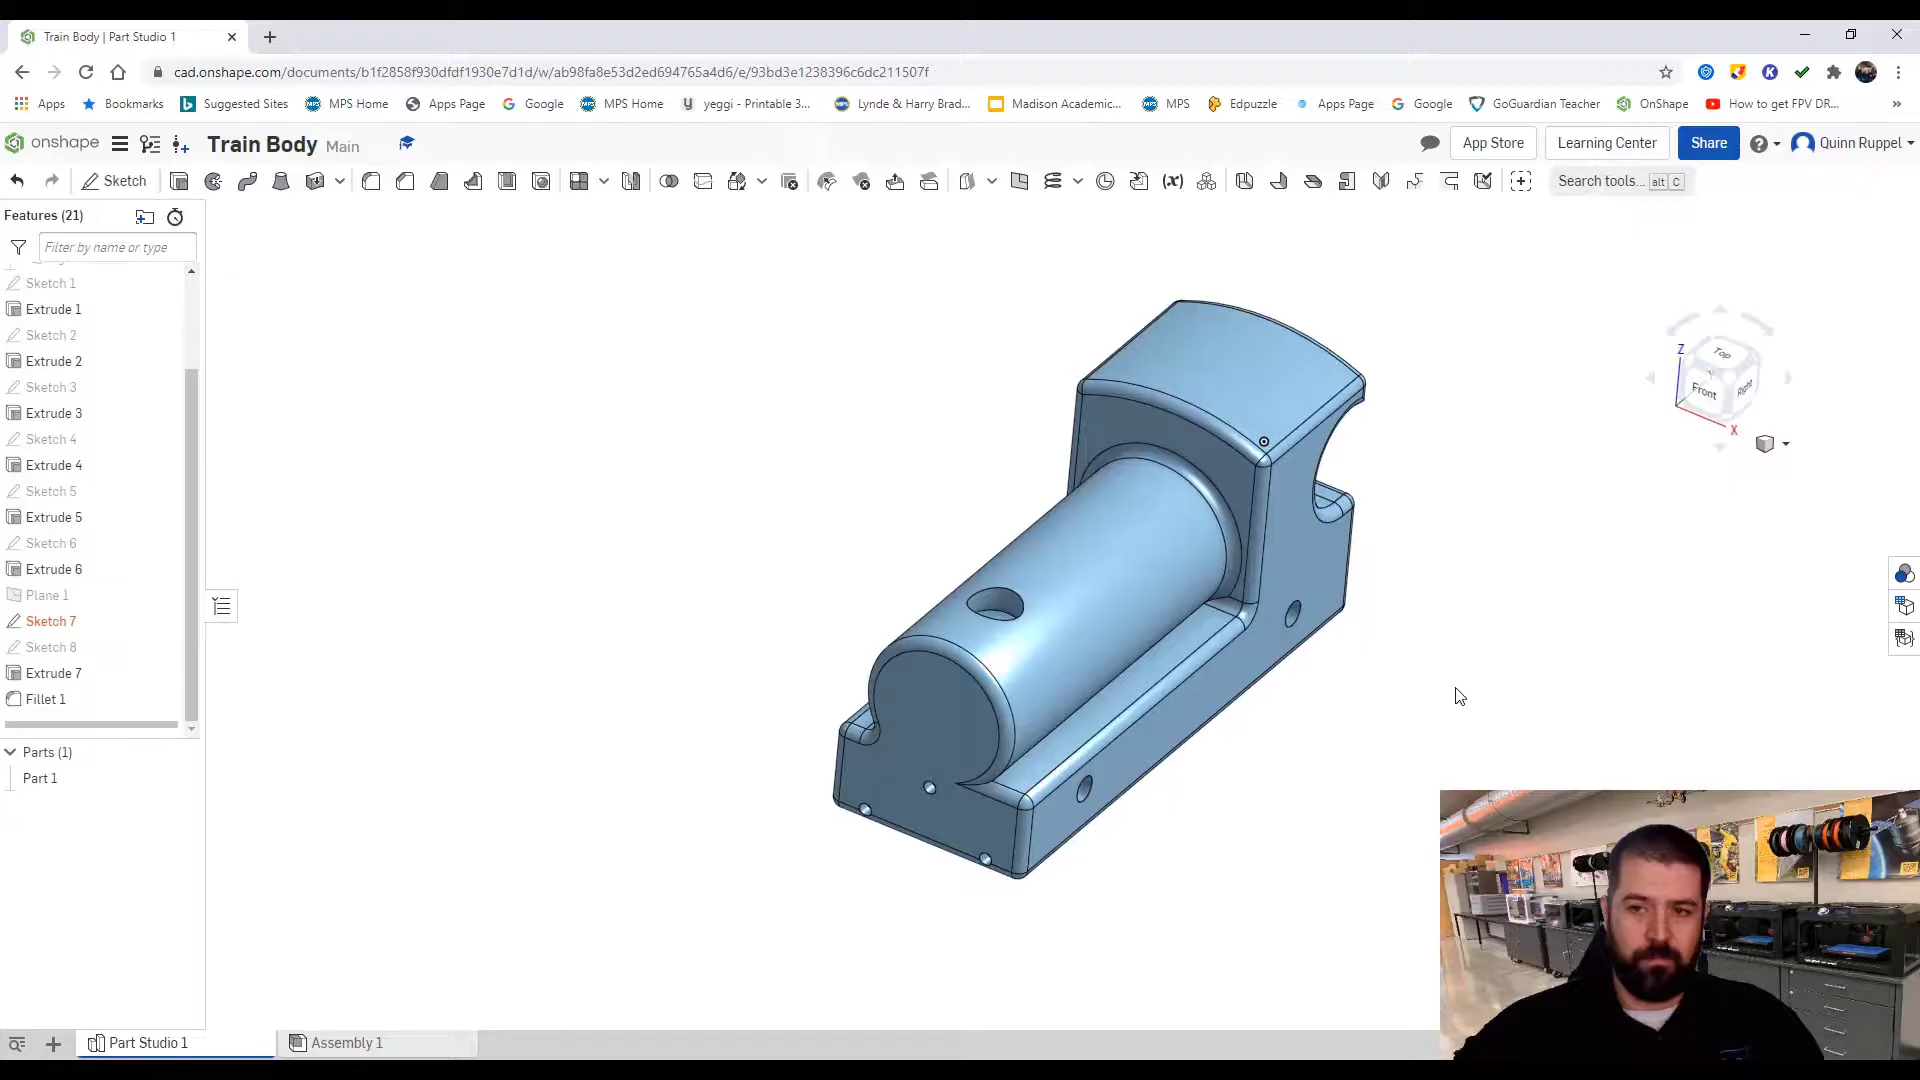 Train Body | Part Studio 1
cad.onshape.com/documents/b1f2858f930dfdf1930e7d1d/w/ab98fa8e53d2ed694765a4d6/e/93bd3e1238396c6dc211507f
Apps Bookmarks Suggested Sites MPS Home Apps Page Google MPS Home yeggi - Printable 3... Lynde & Harry Brad... Madison Academic... MPS Edpuzzle Apps Page Google GoGuardian Teacher OnShape How to get FPV DR... »
onshape Train Body Main App Store Learning Center Share Quinn Ruppel
Sketch (x) Search tools... alt C
Features (21)
Filter by name or type
Sketch 1
Extrude 1
Sketch 2
Extrude 2
Sketch 3
Extrude 3
Sketch 4
Extrude 4
Sketch 5
Extrude 5
Sketch 6
Extrude 6
Plane 1
Sketch 7
Sketch 8
Extrude 7
Fillet 1
Parts (1)
Part 1
Z
Top
Front
Right
X
Part Studio 1
Assembly 1